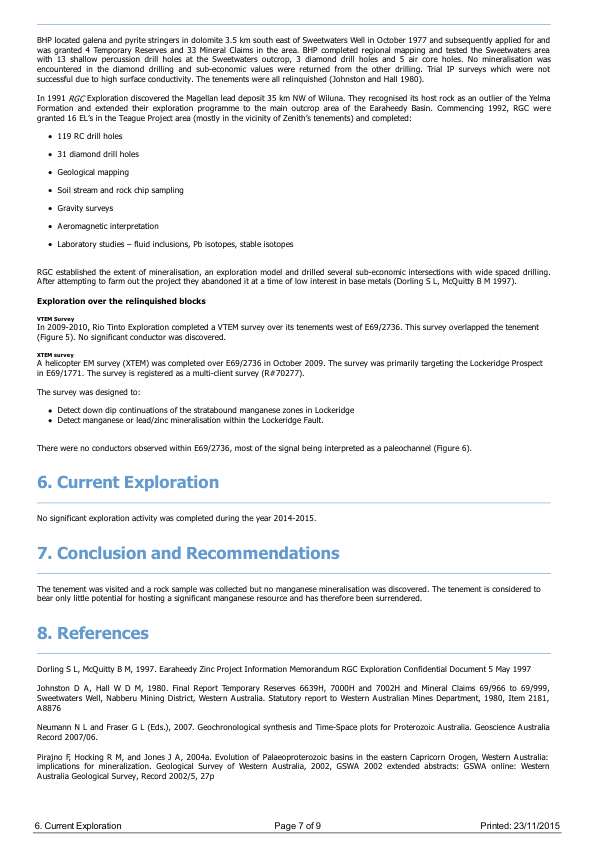 BHP located galena and pyrite stringers in dolomite 3.5 km south east of Sweetwaters Well in October 1977 and subsequently applied for and
was granted 4 Temporary Reserves and 33 Mineral Claims in the area. BHP completed regional mapping and tested the Sweetwaters area
with 13 shallow percussion drill holes at the Sweetwaters outcrop, 3 diamond drill holes and 5 air core holes. No mineralisation was
encountered in the diamond drilling and sub-economic values were returned from the other drilling. Trial IP surveys which were not
successful due to high surface conductivity. The tenements were all relinquished (Johnston and Hall 1980).
In 1991 RGC Exploration discovered the Magellan lead deposit 35 km NW of Wiluna. They recognised its host rock as an outlier of the Yelma
Formation and extended their exploration programme to the main outcrop area of the Earaheedy Basin. Commencing 1992, RGC were
granted 16 EL's in the Teague Project area (mostly in the vicinity of Zenith's tenements) and completed:
• 119 RC drill holes
• 31 diamond drill holes
• Geological mapping
• Soil stream and rock chip sampling
• Gravity surveys
• Aeromagnetic interpretation
• Laboratory studies – fluid inclusions, Pb isotopes, stable isotopes
RGC established the extent of mineralisation, an exploration model and drilled several sub-economic intersections with wide spaced drilling.
After attempting to farm out the project they abandoned it at a time of low interest in base metals (Dorling S L, McQuitty B M 1997).
Exploration over the relinquished blocks
VTEM Survey
In 2009-2010, Rio Tinto Exploration completed a VTEM survey over its tenements west of E69/2736. This survey overlapped the tenement
(Figure 5). No significant conductor was discovered.
XTEM survey
A helicopter EM survey (XTEM) was completed over E69/2736 in October 2009. The survey was primarily targeting the Lockeridge Prospect
in E69/1771. The survey is registered as a multi-client survey (R#70277).
The survey was designed to:
• Detect down dip continuations of the stratabound manganese zones in Lockeridge
• Detect manganese or lead/zinc mineralisation within the Lockeridge Fault.
There were no conductors observed within E69/2736, most of the signal being interpreted as a paleochannel (Figure 6).
6. Current Exploration
No significant exploration activity was completed during the year 2014-2015.
7. Conclusion and Recommendations
The tenement was visited and a rock sample was collected but no manganese mineralisation was discovered. The tenement is considered to
bear only little potential for hosting a significant manganese resource and has therefore been surrendered.
8. References
Dorling S L, McQuitty B M, 1997. Earaheedy Zinc Project Information Memorandum RGC Exploration Confidential Document 5 May 1997
Johnston D A, Hall W D M, 1980. Final Report Temporary Reserves 6639H, 7000H and 7002H and Mineral Claims 69/966 to 69/999,
Sweetwaters Well, Nabberu Mining District, Western Australia. Statutory report to Western Australian Mines Department, 1980, Item 2181,
A8876
Neumann N L and Fraser G L (Eds.), 2007. Geochronological synthesis and Time-Space plots for Proterozoic Australia. Geoscience Australia
Record 2007/06.
Pirajno F, Hocking R M, and Jones J A, 2004a. Evolution of Palaeoproterozoic basins in the eastern Capricorn Orogen, Western Australia:
implications for mineralization. Geological Survey of Western Australia, 2002, GSWA 2002 extended abstracts: GSWA online: Western
Australia Geological Survey, Record 2002/5, 27p
6. Current Exploration Page 7 of 9 Printed: 23/11/2015